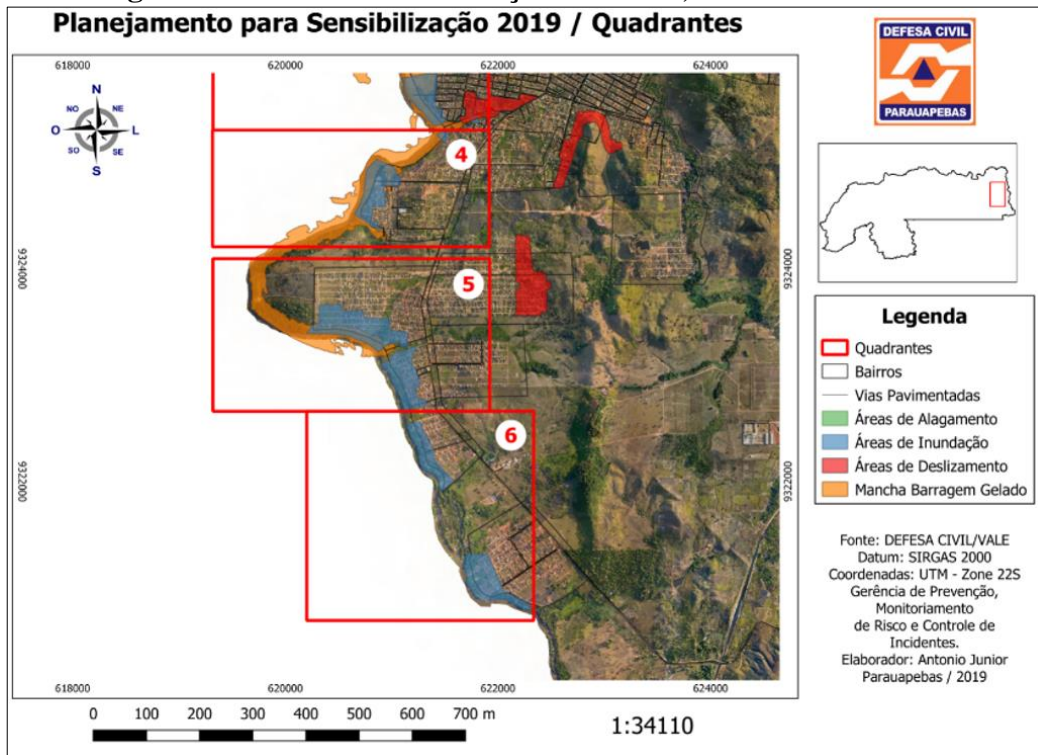 Planejamento para Sensibilização 2019 / Quadrantes
DEFESA CIVIL
PARAUAPEBAS
618000
620000
622000
624000
N
NO
NE
O
L
SO
SE
S
4
9324000
9324000
5
6
9322000
9322000
618000
620000
622000
624000
Legenda
Quadrantes
Bairros
Vias Pavimentadas
Áreas de Alagamento
Áreas de Inundação
Áreas de Deslizamento
Mancha Barragem Gelado
Fonte: DEFESA CIVIL/VALE
Datum: SIRGAS 2000
Coordenadas: UTM - Zone 22S
Gerência de Prevenção,
Monitoriamento
de Risco e Controle de
Incidentes.
Elaborador: Antonio Junior
Parauapebas / 2019
0 100 200 300 400 500 600 700 m
1:34110